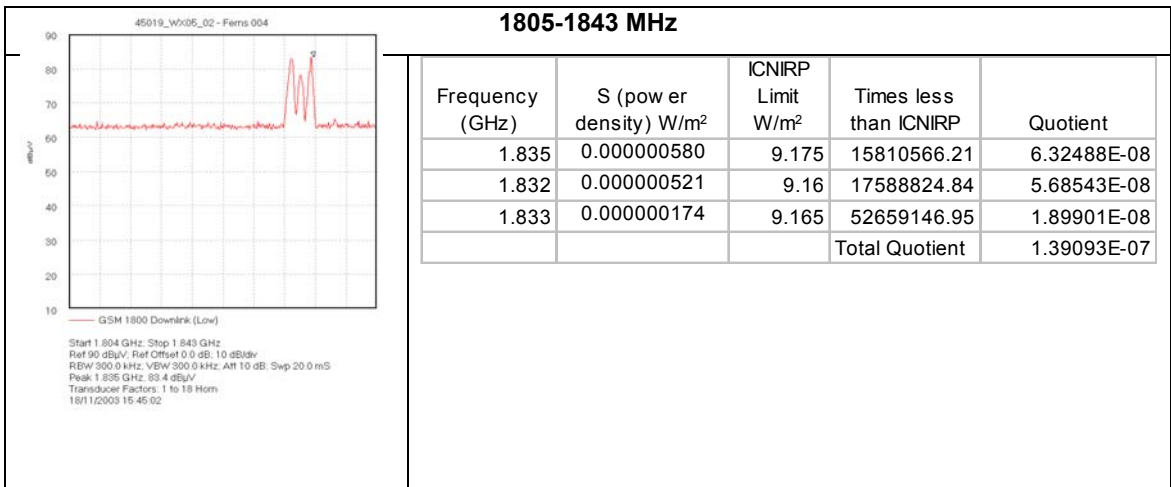 45019_WX05_02 - Ferns 004
1805-1843 MHz
90
80
70
60
50
40
30
20
10
dBµV
GSM 1800 Downlink (Low)
Start 1.804 GHz; Stop 1.843 GHz
Ref 90 dBµV; Ref Offset 0.0 dB; 10 dB/div
RBW 300.0 kHz; VBW 300.0 kHz; Att 10 dB; Swp 20.0 mS
Peak 1.835 GHz, 83.4 dBµV
Transducer Factors: 1 to 18 Horn
18/11/2003 15:45:02
Frequency (GHz) S (pow er density) W/m² ICNIRP Limit W/m² Times less than ICNIRP Quotient
1.835 0.000000580 9.175 15810566.21 6.32488E-08
1.832 0.000000521 9.16 17588824.84 5.68543E-08
1.833 0.000000174 9.165 52659146.95 1.89901E-08
Total Quotient 1.39093E-07